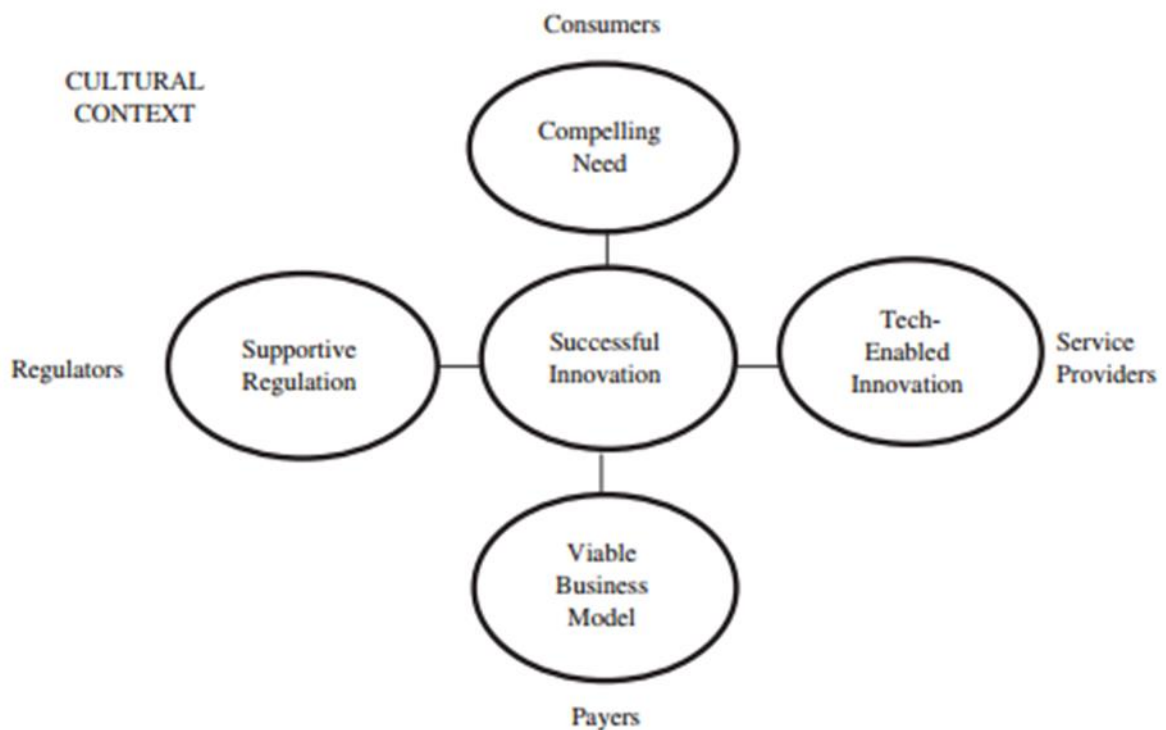 Consumers
CULTURAL
CONTEXT
Compelling
Need
Regulators
Supportive
Regulation
Successful
Innovation
Tech-
Enabled
Innovation
Service
Providers
Viable
Business
Model
Payers